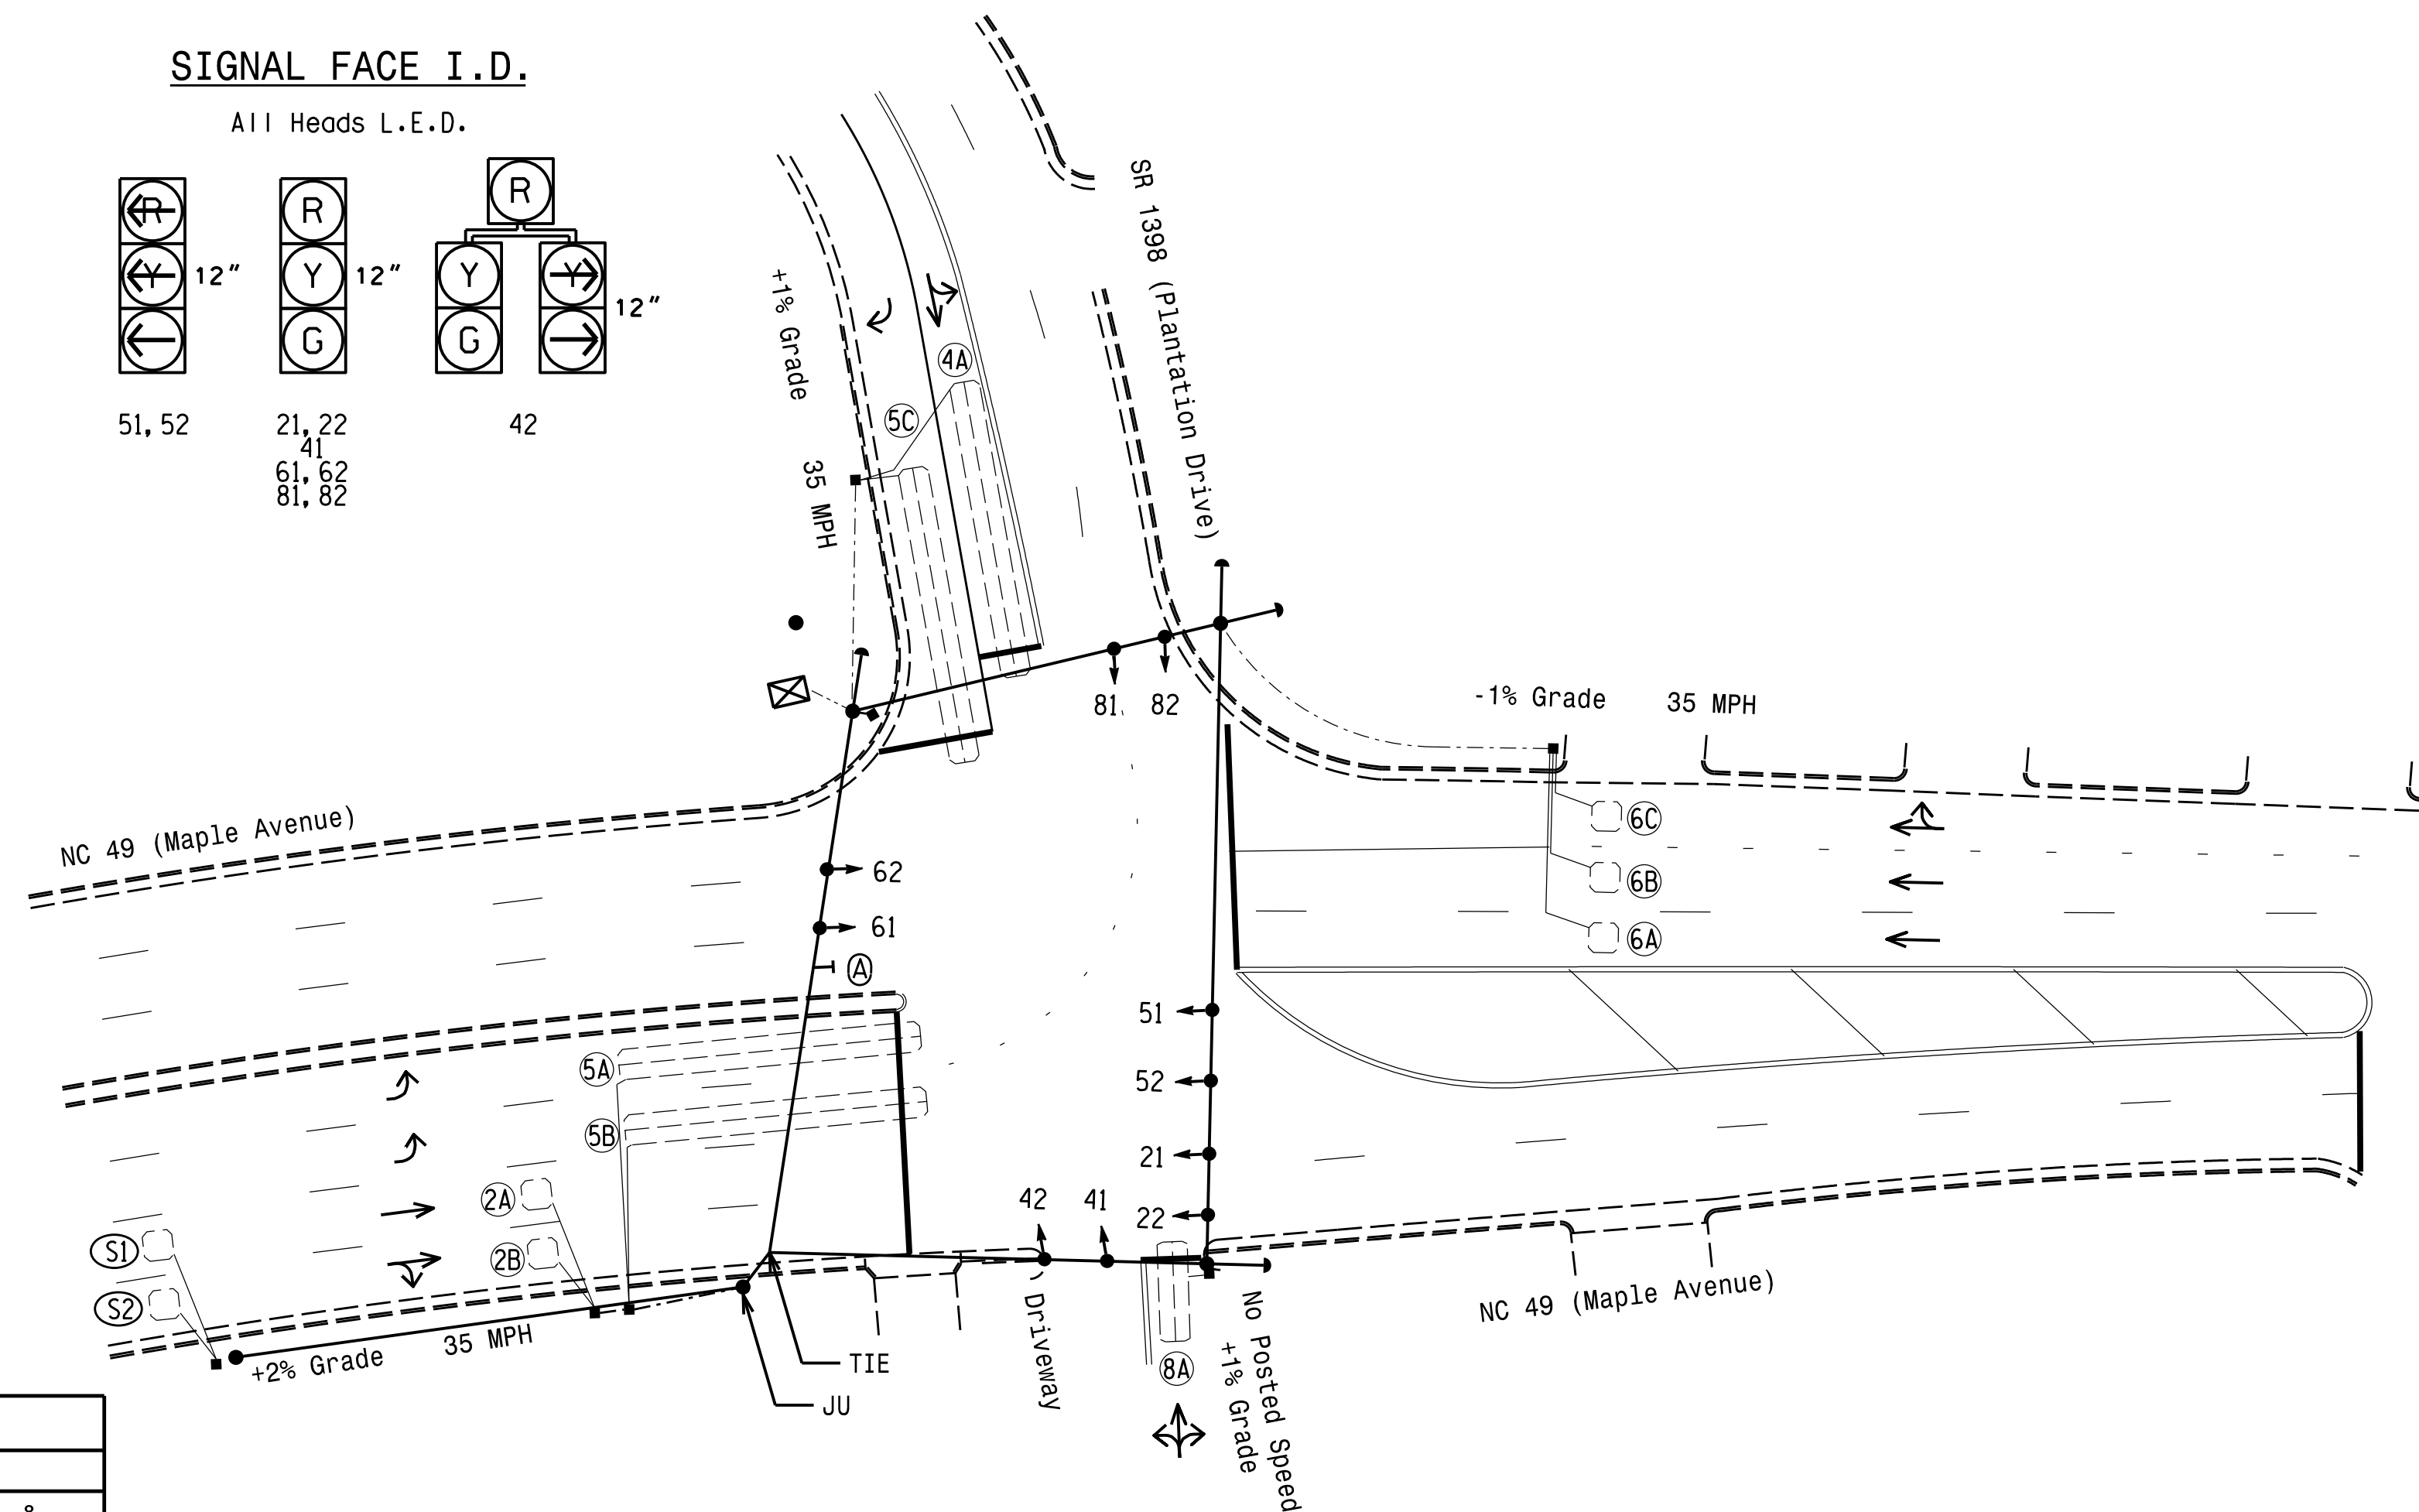 SIGNAL FACE I.D.
All Heads L.E.D.
R
Y
12"
R
Y
G
12"
R
Y
Y
G
12"
51, 52
21, 22
41
61, 62
81, 82
42
SR 1398 (Plantation Drive)
+1% Grade
35 MPH
4A
5C
81
82
-1% Grade
35 MPH
NC 49 (Maple Avenue)
6C
6B
6A
62
61
A
51
52
21
22
5A
5B
2A
2B
S1
S2
42
41
+2% Grade
35 MPH
TIE
JU
Driveway
8A
No Posted Speed
+1% Grade
NC 49 (Maple Avenue)